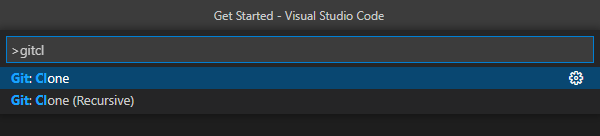 Get Started - Visual Studio Code
>gitcl
Git: Clone
Git: Clone (Recursive)